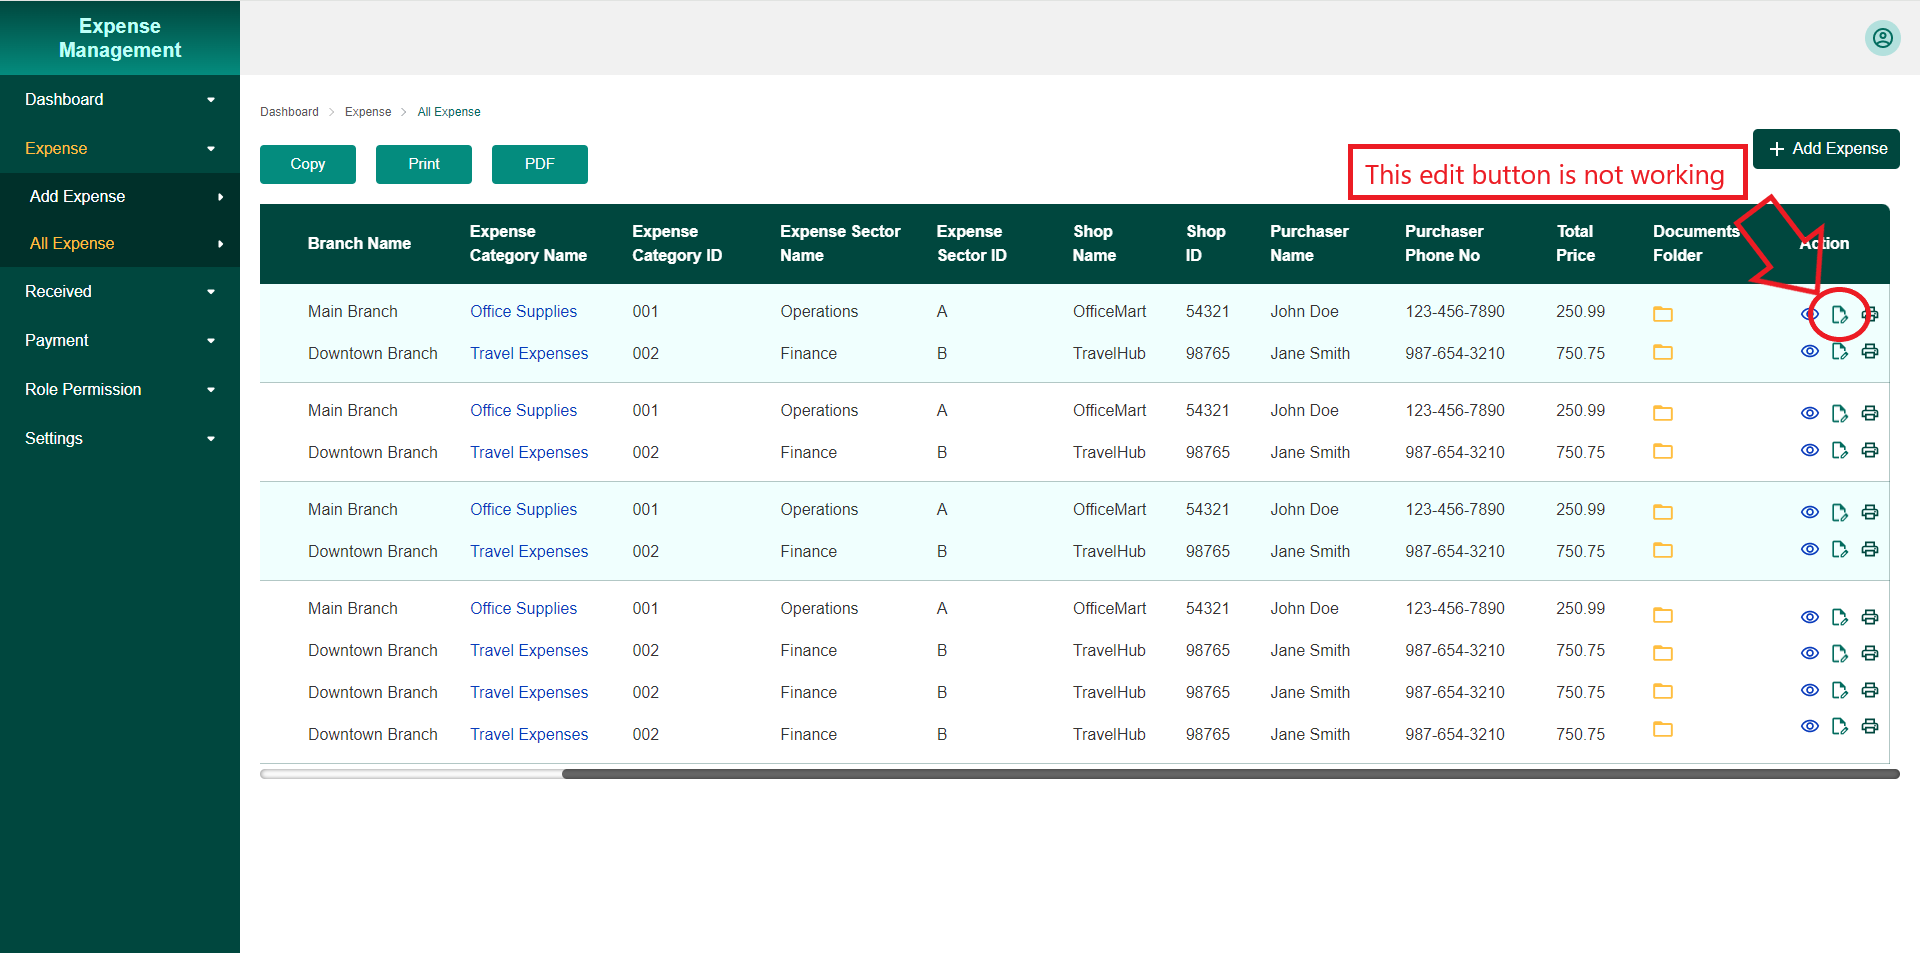 Expense
Management
Dashboard
Expense
Add Expense
All Expense
Received
Payment
Role Permission
Settings
Dashboard Expense All Expense
Copy Print PDF
This edit button is not working
Add Expense
Branch Name Expense Category Name Expense Category ID Expense Sector Name Expense Sector ID Shop Name Shop ID Purchaser Name Purchaser Phone No Total Price Documents Folder Action
Main Branch Office Supplies 001 Operations A OfficeMart 54321 John Doe 123-456-7890 250.99
Downtown Branch Travel Expenses 002 Finance B TravelHub 98765 Jane Smith 987-654-3210 750.75
Main Branch Office Supplies 001 Operations A OfficeMart 54321 John Doe 123-456-7890 250.99
Downtown Branch Travel Expenses 002 Finance B TravelHub 98765 Jane Smith 987-654-3210 750.75
Main Branch Office Supplies 001 Operations A OfficeMart 54321 John Doe 123-456-7890 250.99
Downtown Branch Travel Expenses 002 Finance B TravelHub 98765 Jane Smith 987-654-3210 750.75
Main Branch Office Supplies 001 Operations A OfficeMart 54321 John Doe 123-456-7890 250.99
Downtown Branch Travel Expenses 002 Finance B TravelHub 98765 Jane Smith 987-654-3210 750.75
Downtown Branch Travel Expenses 002 Finance B TravelHub 98765 Jane Smith 987-654-3210 750.75
Downtown Branch Travel Expenses 002 Finance B TravelHub 98765 Jane Smith 987-654-3210 750.75